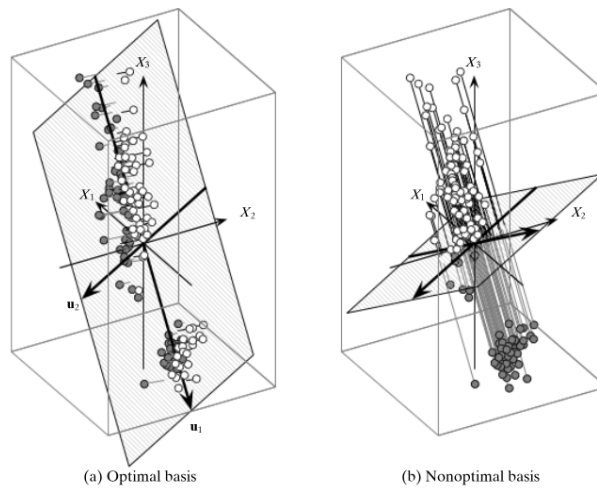 X3
X1
X2
u2
u1
(a) Optimal basis
X3
X1
X2
(b) Nonoptimal basis